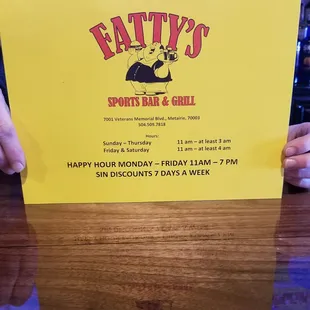 FATTY'S
SPORTS BAR & GRILL
7001 Veterans Memorial Blvd., Metairie, 70003
504.509.7818
Hours:
Sunday – Thursday 11 am – at least 3 am
Friday & Saturday 11 am – at least 4 am
HAPPY HOUR MONDAY – FRIDAY 11AM – 7 PM
SIN DISCOUNTS 7 DAYS A WEEK